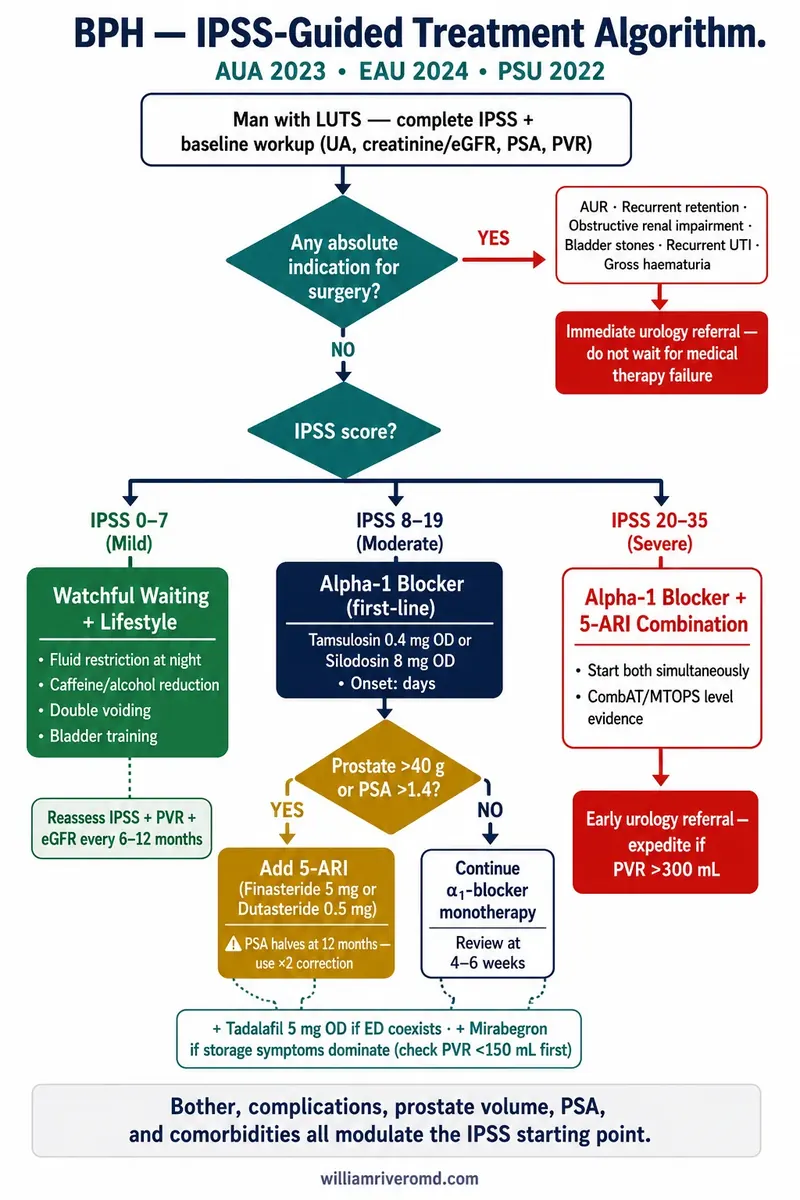 BPH — IPSS-Guided Treatment Algorithm.
AUA 2023 • EAU 2024 • PSU 2022
Man with LUTS — complete IPSS +
baseline workup (UA, creatinine/eGFR, PSA, PVR)
Any absolute
indication for
surgery?
YES
AUR · Recurrent retention ·
Obstructive renal impairment ·
Bladder stones · Recurrent UTI ·
Gross haematuria
Immediate urology referral —
do not wait for medical
therapy failure
NO
IPSS score?
IPSS 0–7
(Mild)
Watchful Waiting
+ Lifestyle
• Fluid restriction at night
• Caffeine/alcohol reduction
• Double voiding
• Bladder training
Reassess IPSS + PVR +
eGFR every 6–12 months
IPSS 8–19
(Moderate)
Alpha-1 Blocker
(first-line)
Tamsulosin 0.4 mg OD or
Silodosin 8 mg OD
• Onset: days
Prostate >40 g
or PSA >1.4?
YES
Add 5-ARI
(Finasteride 5 mg or
Dutasteride 0.5 mg)
⚠ PSA halves at 12 months —
use ×2 correction
NO
Continue
α₁-blocker
monotherapy
Review at
4–6 weeks
IPSS 20–35
(Severe)
Alpha-1 Blocker +
5-ARI Combination
• Start both simultaneously
• CombAT/MTOPS level
evidence
Early urology referral —
expedite if
PVR >300 mL
+ Tadalafil 5 mg OD if ED coexists · + Mirabegron
if storage symptoms dominate (check PVR <150 mL first)
Bother, complications, prostate volume, PSA,
and comorbidities all modulate the IPSS starting point.
williamriveromd.com